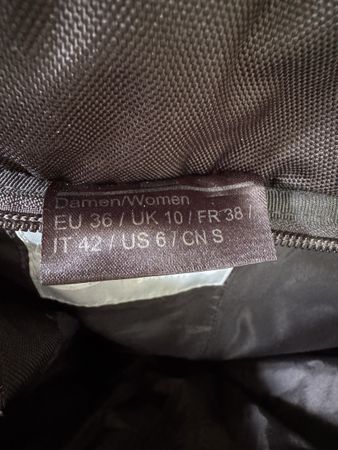 Damen/Women
EU 36 / UK 10 / FR 38 /
IT 42 / US 6 / CN S